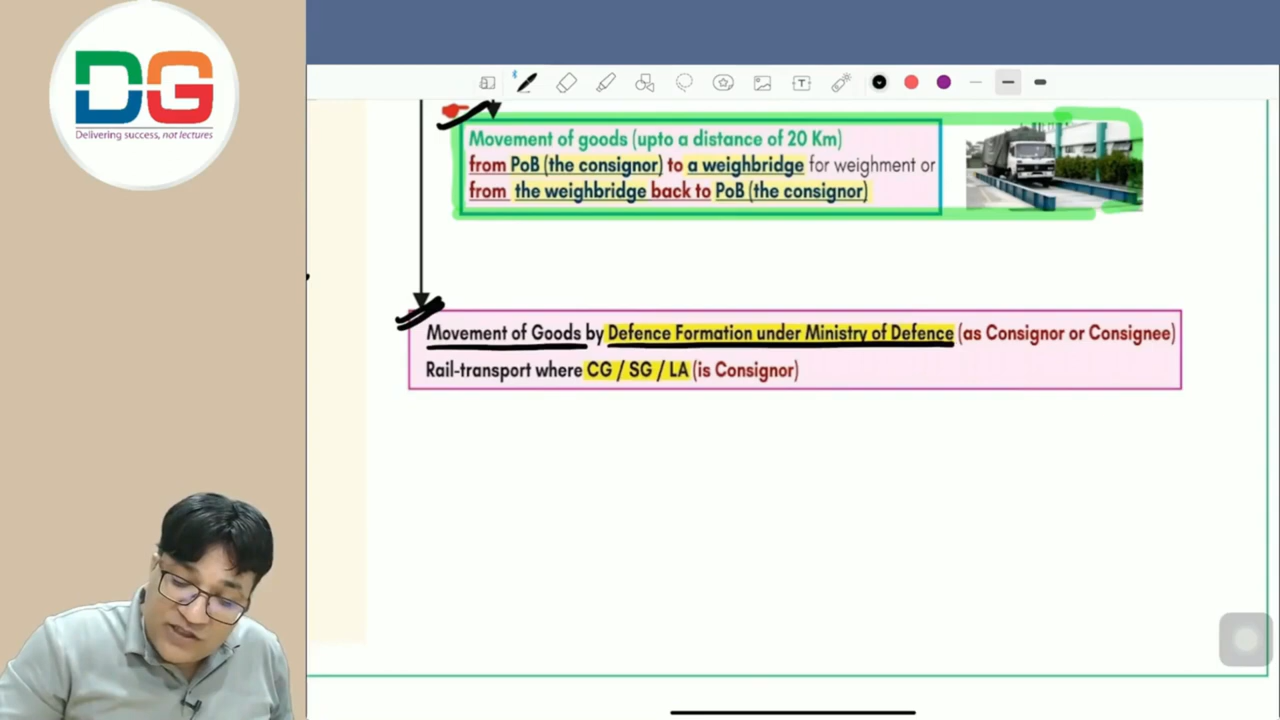 DG
Delivering success, not lectures
Movement of goods (upto a distance of 20 Km)
from PoB (the consignor) to a weighbridge for weighment or
from the weighbridge back to PoB (the consignor)
Movement of Goods by Defence Formation under Ministry of Defence (as Consignor or Consignee)
Rail-transport where CG / SG / LA (is Consignor)